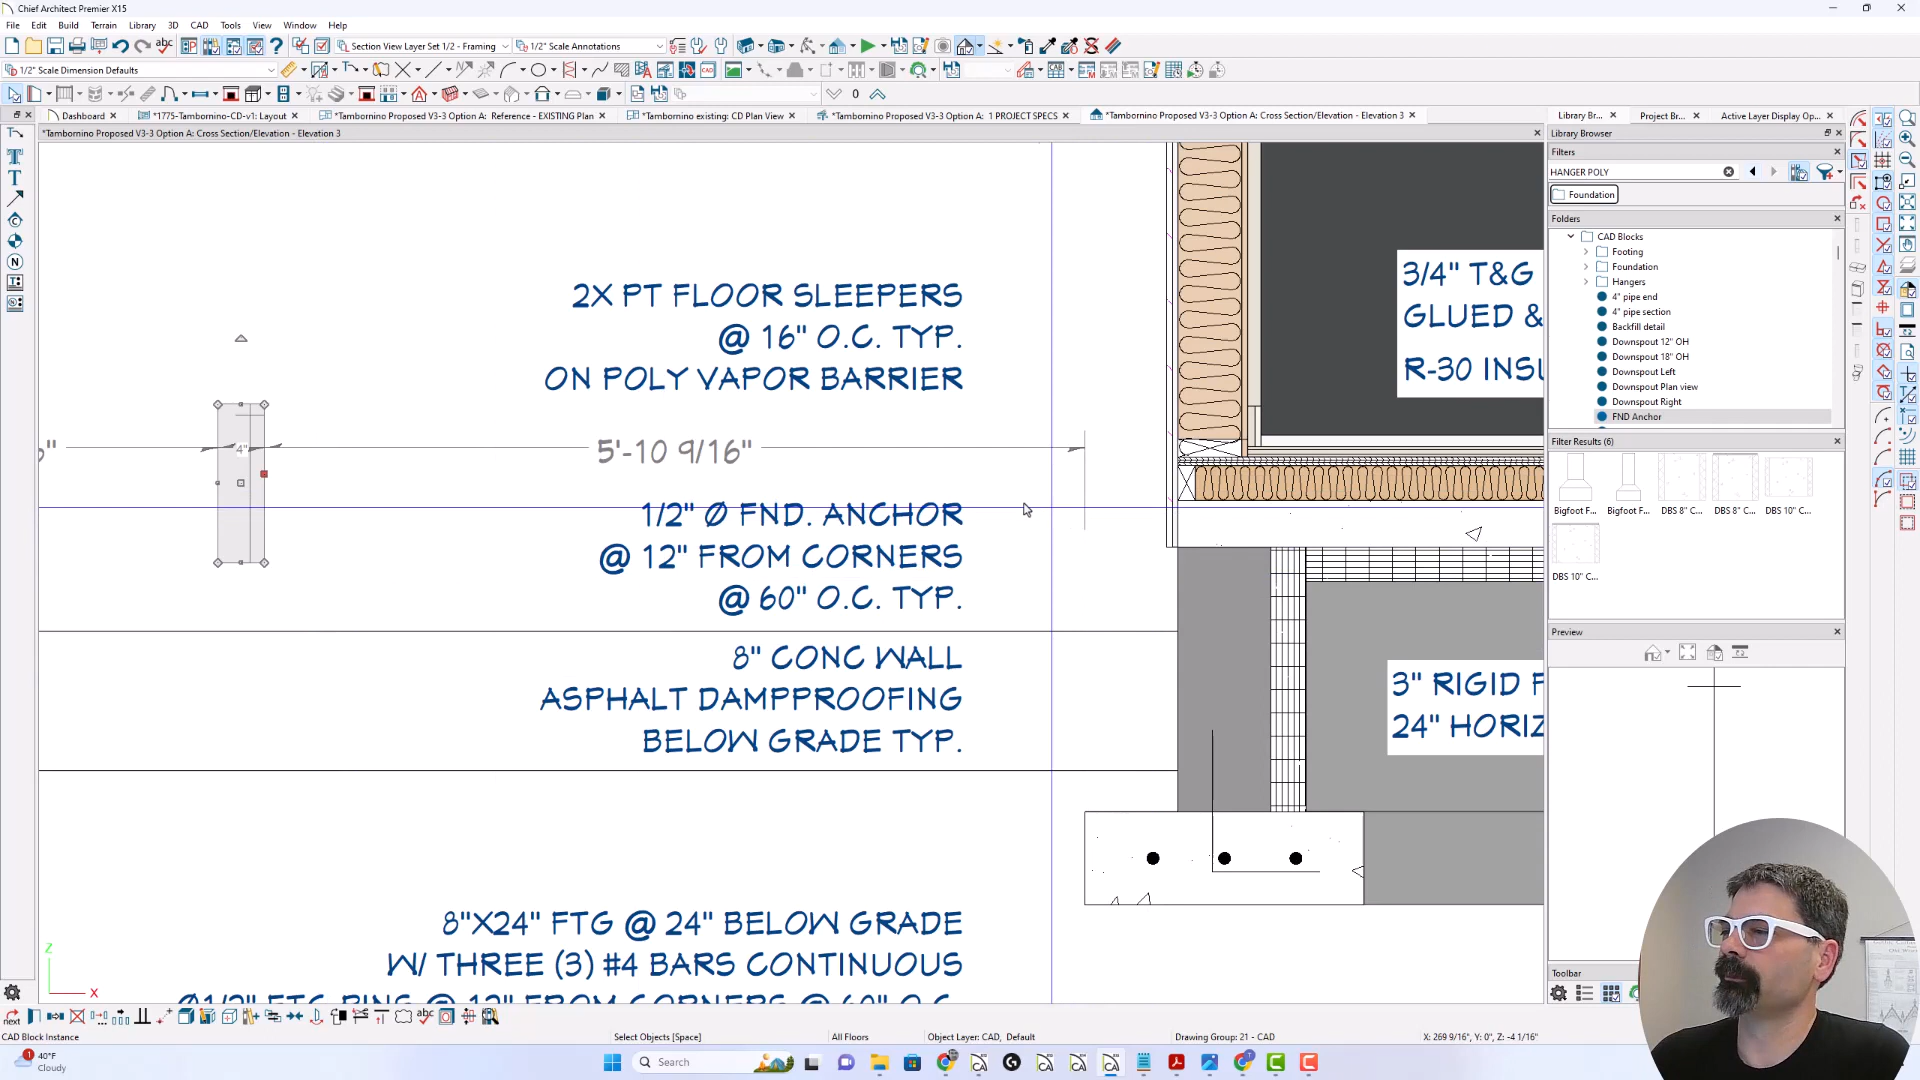 Chief Architect Premier X15
File Edit Build Terrain Library 3D CAD Tools View Window Help
Section View Layer Set 1/2 - Framing
1/2" Scale Annotations
1/2" Scale Dimension Defaults
0
Dashboard
*1775-Tambornino-CD-v1: Layout
*Tambornino Proposed V3-3 Option A: Reference - EXISTING Plan
*Tambornino existing: CD Plan View
*Tambornino Proposed V3-3 Option A: 1 PROJECT SPECS
*Tambornino Proposed V3-3 Option A: Cross Section/Elevation - Elevation 3
*Tambornino Proposed V3-3 Option A: Cross Section/Elevation - Elevation 3
2X PT FLOOR SLEEPERS
@ 16" O.C. TYP.
ON POLY VAPOR BARRIER
4"
5'-10 9/16"
1/2" Ø FND. ANCHOR
@ 12" FROM CORNERS
@ 60" O.C. TYP.
8" CONC WALL
ASPHALT DAMPPROOFING
BELOW GRADE TYP.
8"X24" FTG @ 24" BELOW GRADE
W/ THREE (3) #4 BARS CONTINUOUS
3/4" T&G
GLUED &
R-30 INSU
3" RIGID F
24" HORIZ
Z
X
Library Br...
Project Br...
Active Layer Display Op...
Library Browser
Filters
HANGER POLY
Foundation
Folders
CAD Blocks
Footing
Foundation
Hangers
4" pipe end
4" pipe section
Backfill detail
Downspout 12" OH
Downspout 18" OH
Downspout Left
Downspout Plan view
Downspout Right
FND Anchor
Filter Results (6)
Bigfoot F... Bigfoot F... DBS 8" C... DBS 8" C... DBS 10" C...
DBS 10" C...
Preview
Toolbar
next
CAD Block Instance
Select Objects [Space]
All Floors
Object Layer: CAD, Default
Drawing Group: 21 - CAD
X: 269 9/16", Y: 0", Z: -4 1/16"
1
40°F
Cloudy
Search